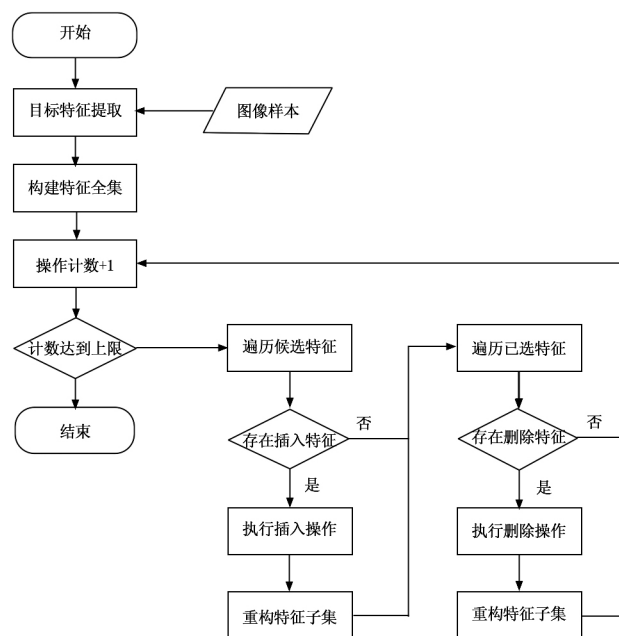 开始
目标特征提取
图像样本
构建特征全集
操作计数+1
计数达到上限
结束
遍历候选特征
存在插入特征
否
是
执行插入操作
重构特征子集
遍历已选特征
存在删除特征
否
是
执行删除操作
重构特征子集